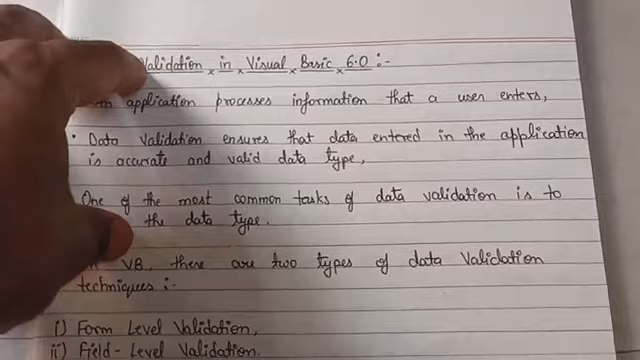 Validation in Visual Basic 6.0 :-
application processes information that a user enters,
• Data Validation ensures that data entered in the application
is accurate and valid data type,
One of the most common tasks of data validation is to
the data type.
VB, there are two types of data Validation
techniques :-
i) Form Level Validation,
ii) Field-Level Validation.